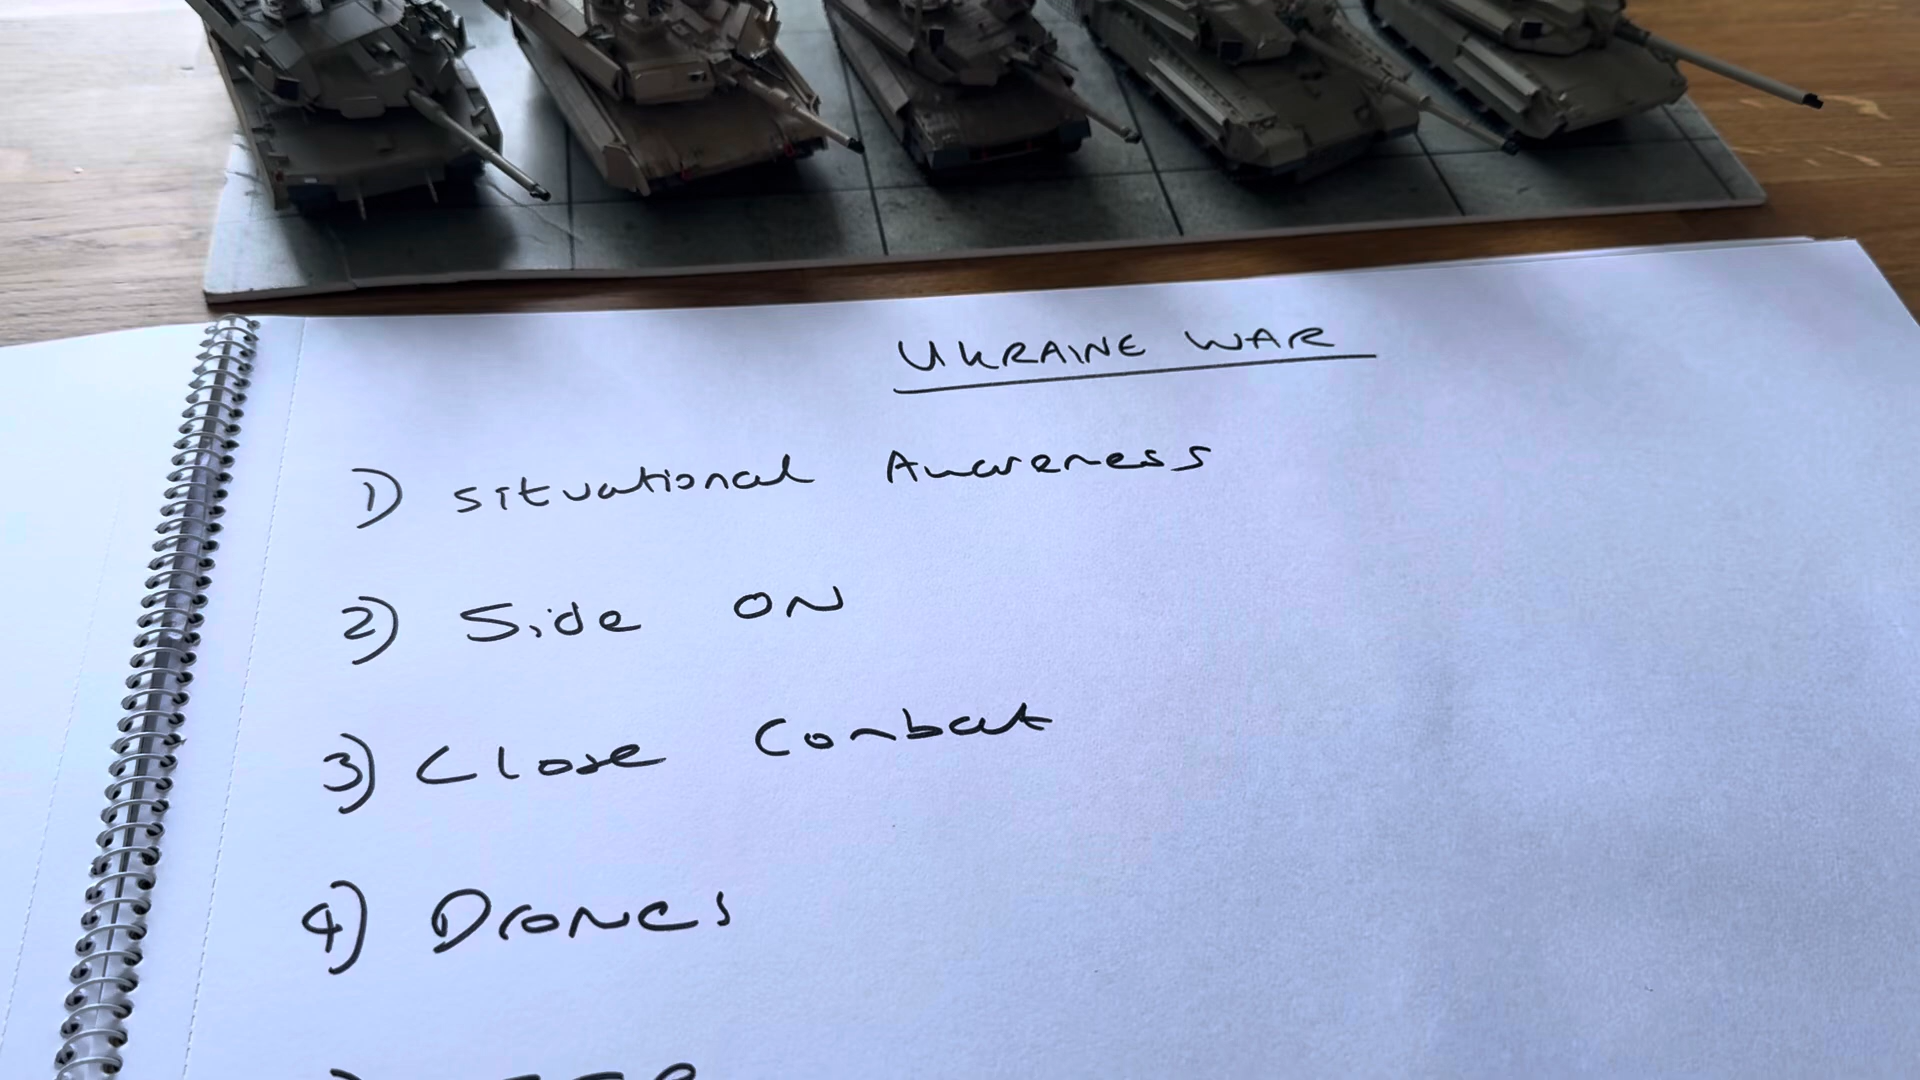 UKRAINE WAR
1) Situational Awareness
2) Side ON
3) Close Combat
4) Drones